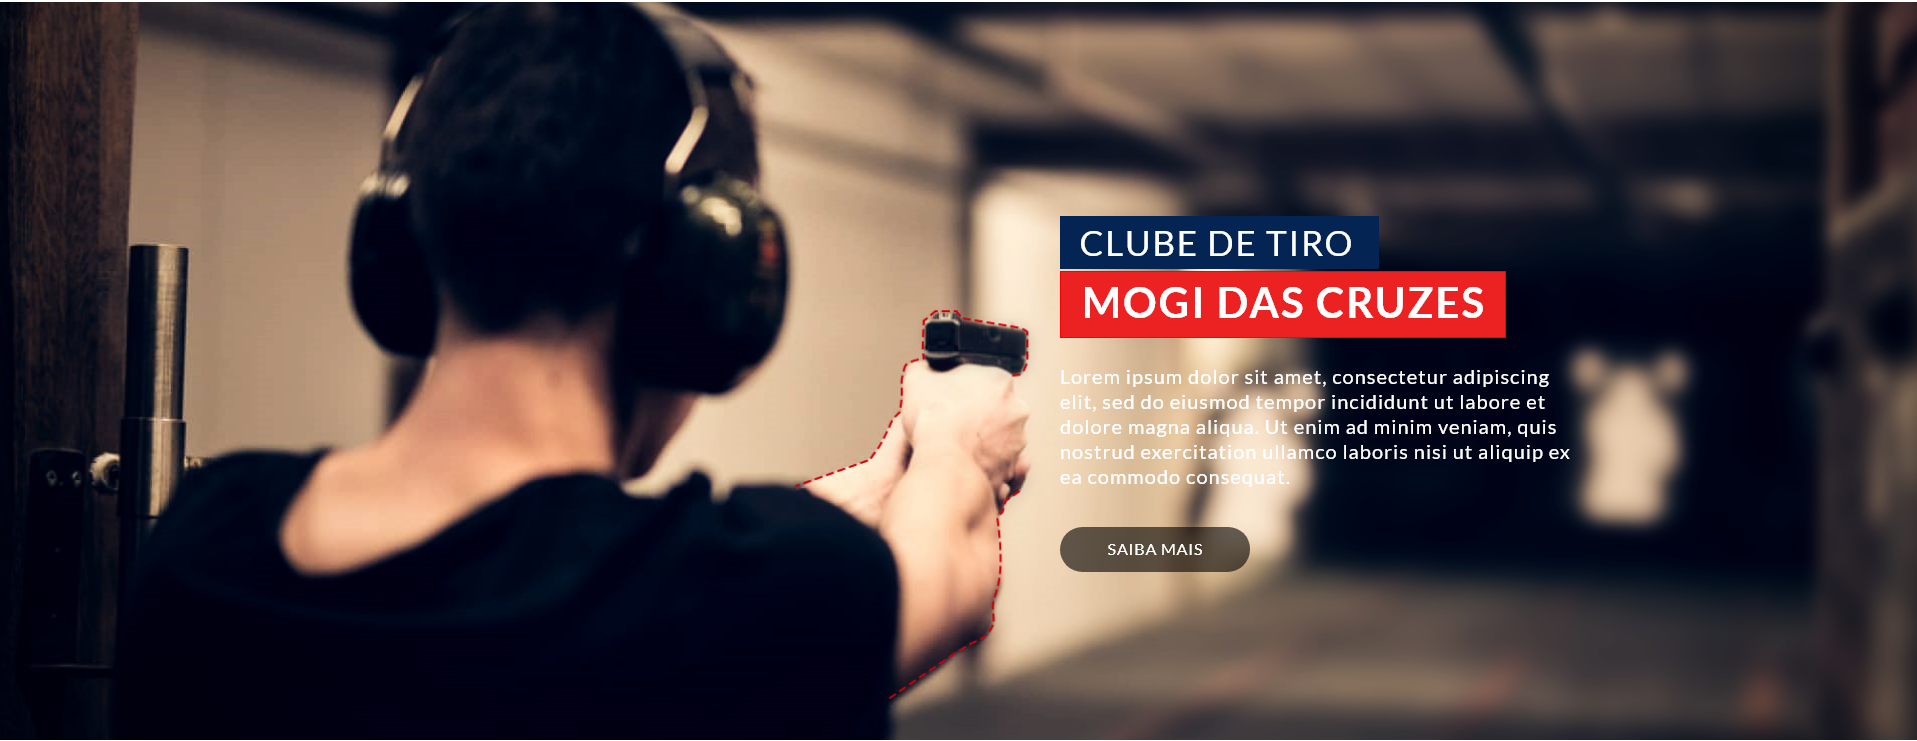 CLUBE DE TIRO
MOGI DAS CRUZES
Lorem ipsum dolor sit amet, consectetur adipiscing
elit, sed do eiusmod tempor incididunt ut labore et
dolore magna aliqua. Ut enim ad minim veniam, quis
nostrud exercitation ullamco laboris nisi ut aliquip ex
ea commodo consequat.
SAIBA MAIS